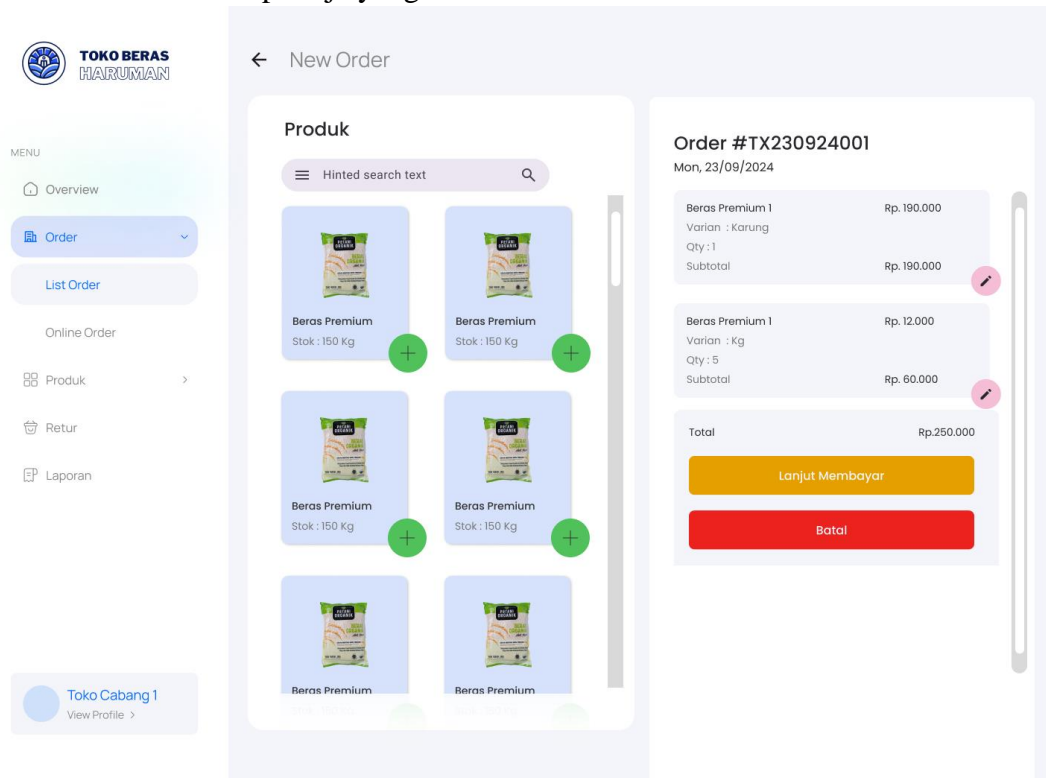 TOKO BERAS
HARUMAN
MENU
Overview
Order
List Order
Online Order
Produk
Retur
Laporan
Toko Cabang 1
View Profile >
New Order
Produk
Hinted search text
Beras Premium
Stok : 150 Kg
Beras Premium
Stok : 150 Kg
Beras Premium
Stok : 150 Kg
Beras Premium
Stok : 150 Kg
Beras Premium
Beras Premium
Order #TX230924001
Mon, 23/09/2024
Beras Premium 1 Rp. 190.000
Varian : Karung
Qty : 1
Subtotal Rp. 190.000
Beras Premium 1 Rp. 12.000
Varian : Kg
Qty : 5
Subtotal Rp. 60.000
Total Rp.250.000
Lanjut Membayar
Batal